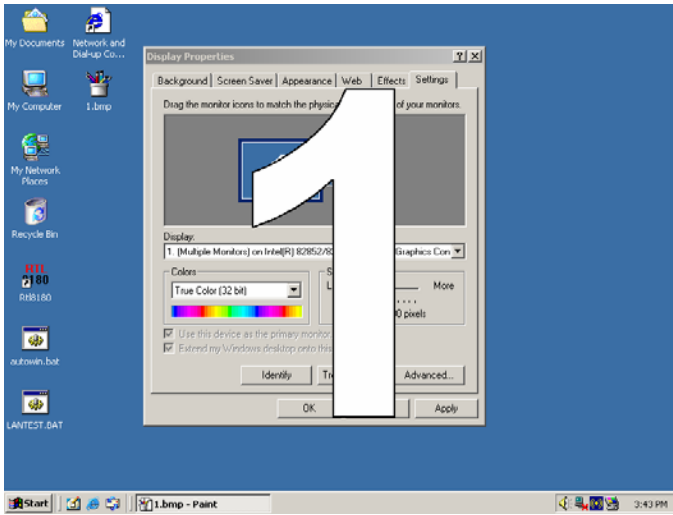 My Documents
Network and
Dial-up Co...
My Computer
1.bmp
My Network
Places
Recycle Bin
Rtl8180
autowin.bat
LANTEST.BAT
Display Properties
Background
Screen Saver
Appearance
Web
Effects
Settings
Drag the monitor icons to match the physical of your monitors.
1
Display:
1. (Multiple Monitors) on Intel(R) 82852/82 Graphics Con
Colors
True Color (32 bit)
More
pixels
Use this device as the primary monitor.
Extend my Windows desktop onto this
Identify
Advanced...
OK
Apply
Start
1.bmp - Paint
3:43 PM